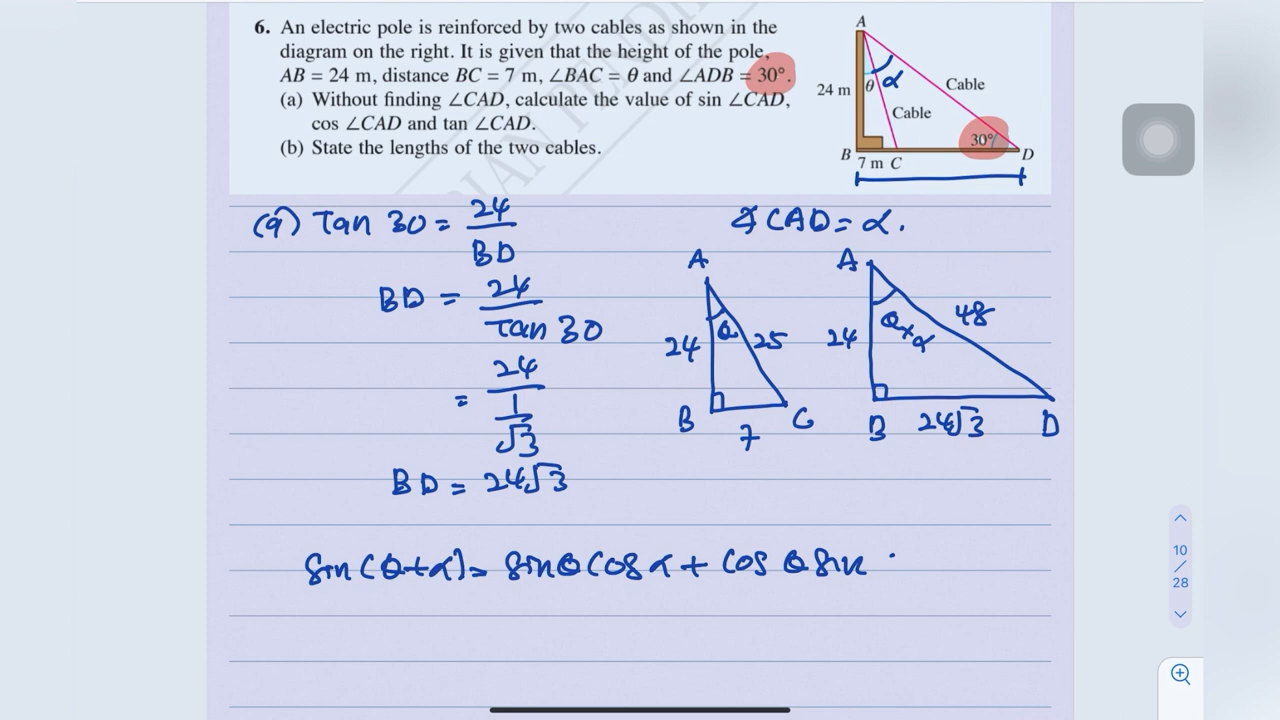 6. An electric pole is reinforced by two cables as shown in the
diagram on the right. It is given that the height of the pole,
AB = 24 m, distance BC = 7 m, ∠BAC = θ and ∠ADB = 30°.
(a) Without finding ∠CAD, calculate the value of sin ∠CAD,
cos ∠CAD and tan ∠CAD.
(b) State the lengths of the two cables.
A
24 m θ α Cable
Cable
30°
B 7 m C D
(a) Tan 30 = 24/BD
BD = 24/Tan 30
= 24/(1/√3)
BD = 24√3
∡CAD = α.
A
24 θ 25
B 7 C
A
24 θ+α 48
B 24√3 D
Sin(θ+α) = Sinθ Cos α + Cos θ Sin
10
/
28